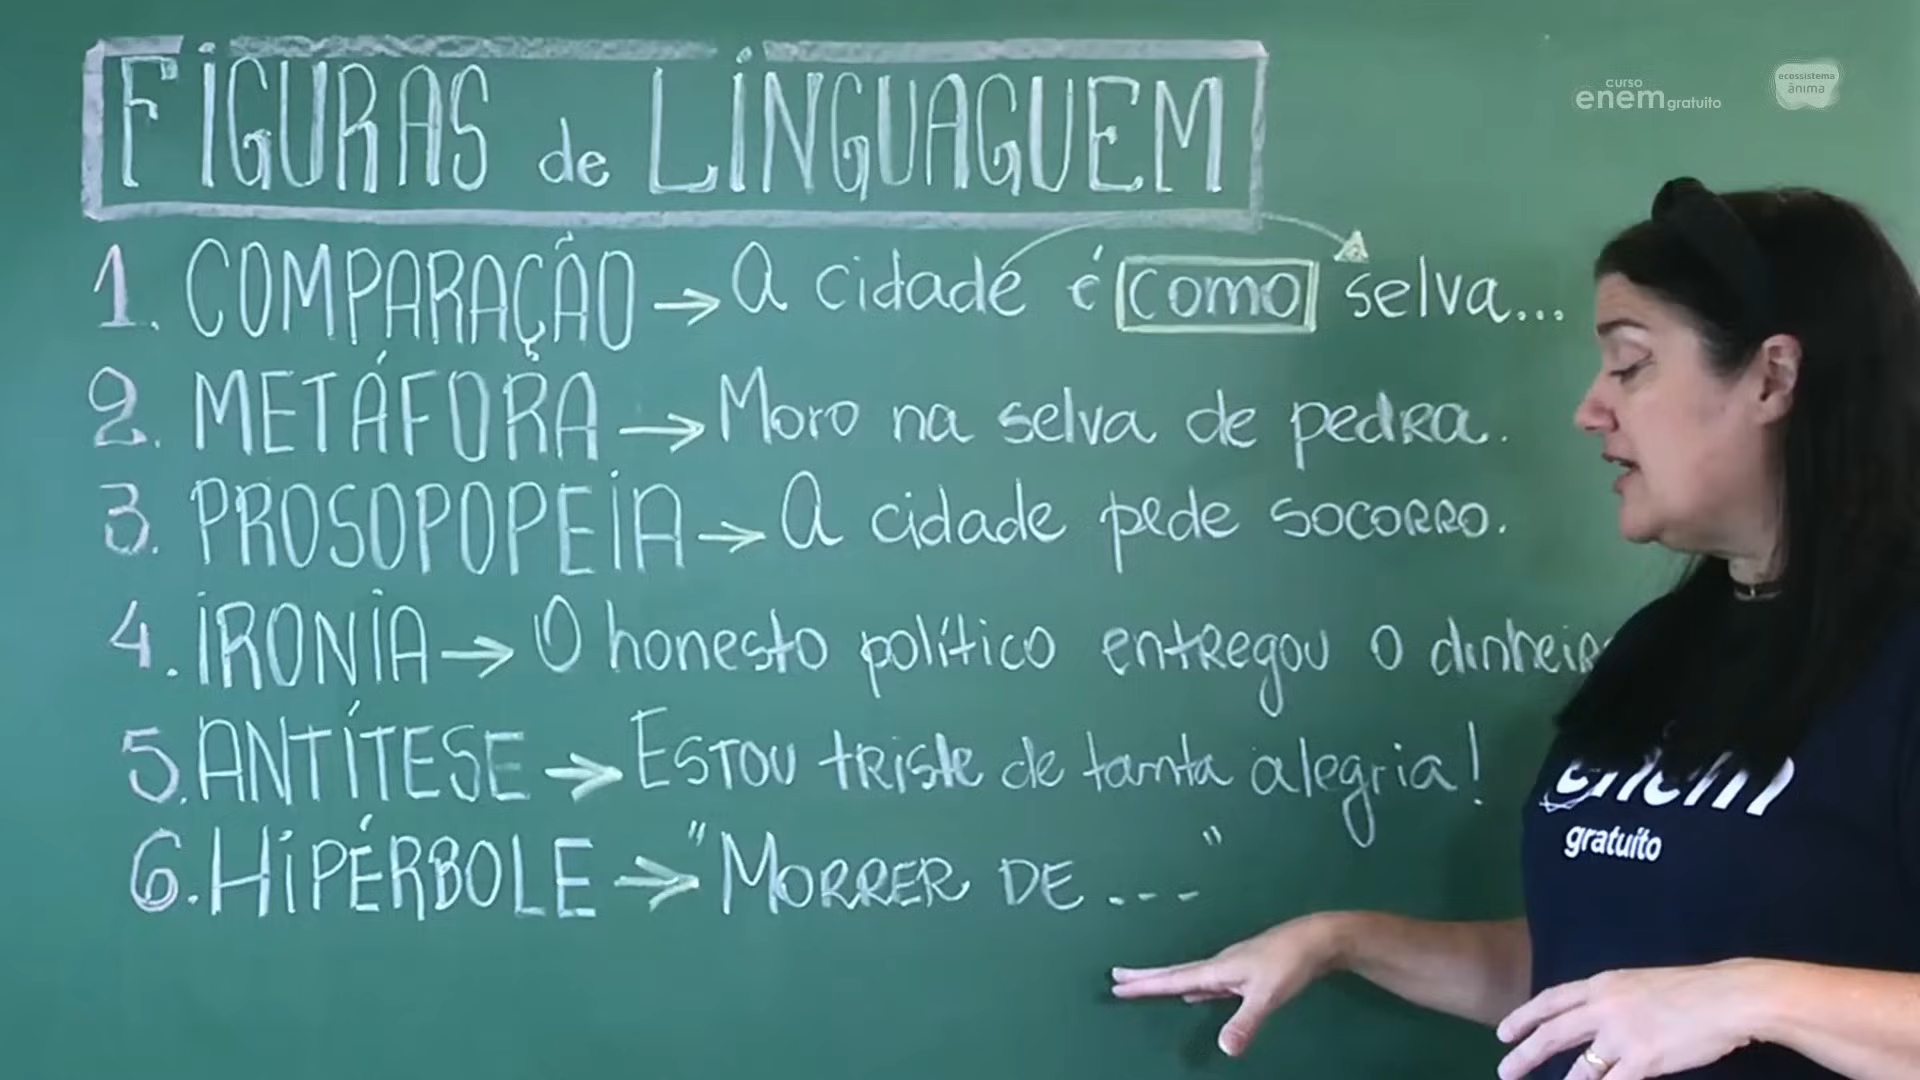 FIGURAS de LINGUAGUEM
1. COMPARAÇÃO → A cidade é como selva...
2. METÁFORA → Moro na selva de pedra.
3. PROSOPOPEIA → A cidade pede socorro.
4. IRONIA → O honesto político entregou o
5. ANTÍTESE → Estou triste de tanta alegria!
6. HIPÉRBOLE → "MORRER DE ---"
curso
enem gratuito
ecossistema
ânima
enem
gratuito